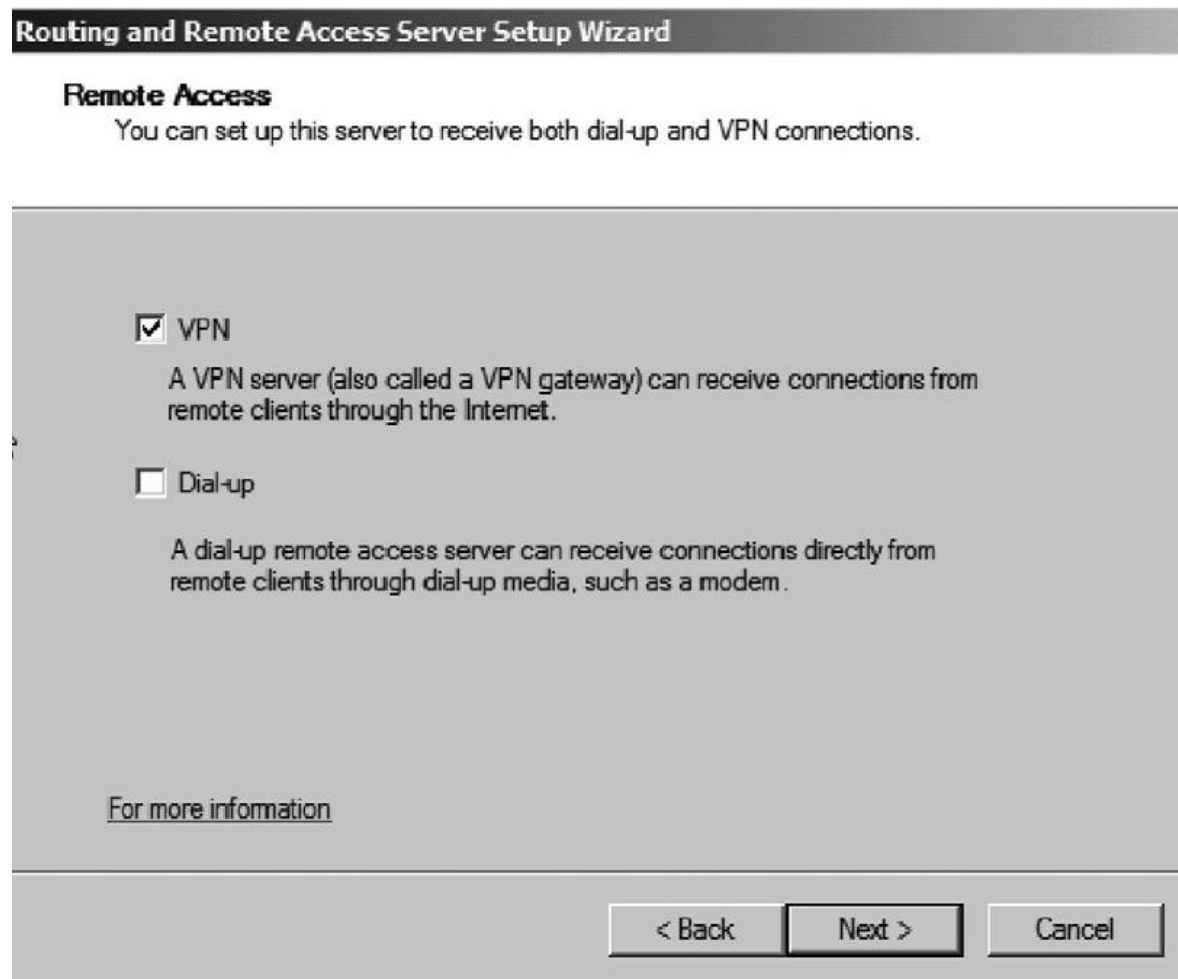 Routing and Remote Access Server Setup Wizard
Remote Access
You can set up this server to receive both dial-up and VPN connections.
VPN
A VPN server (also called a VPN gateway) can receive connections from
remote clients through the Internet.
Dial-up
A dial-up remote access server can receive connections directly from
remote clients through dial-up media, such as a modem.
For more information
< Back
Next >
Cancel